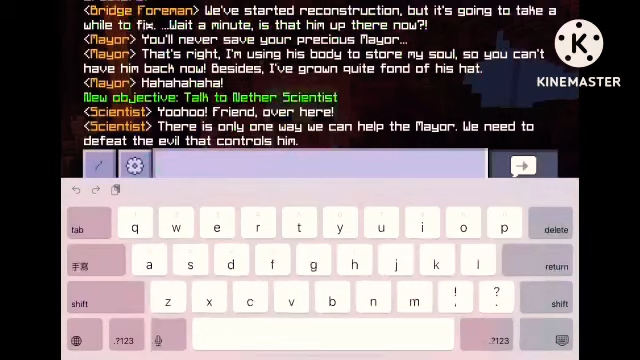 <Bridge Foreman> We've started reconstruction, but it's going to take a
while to fix. ...Wait a minute, is that him up there now?!
<Mayor> You'll never save your precious Mayor...
<Mayor> That's right, I'm using his body to store my soul, so you can't
have him back now! Besides, I've grown quite fond of his hat.
<Mayor> Hahahahaha!
New objective: Talk to Nether Scientist
<Scientist> Yoohoo! Friend, over here!
<Scientist> There is only one way we can help the Mayor. We need to
defeat the evil that controls him.
KINEMASTER
tab q w e r t y u i o p delete
手寫 a s d f g h j k l return
shift z x c v b n m ! , ? . shift
.?123 .?123